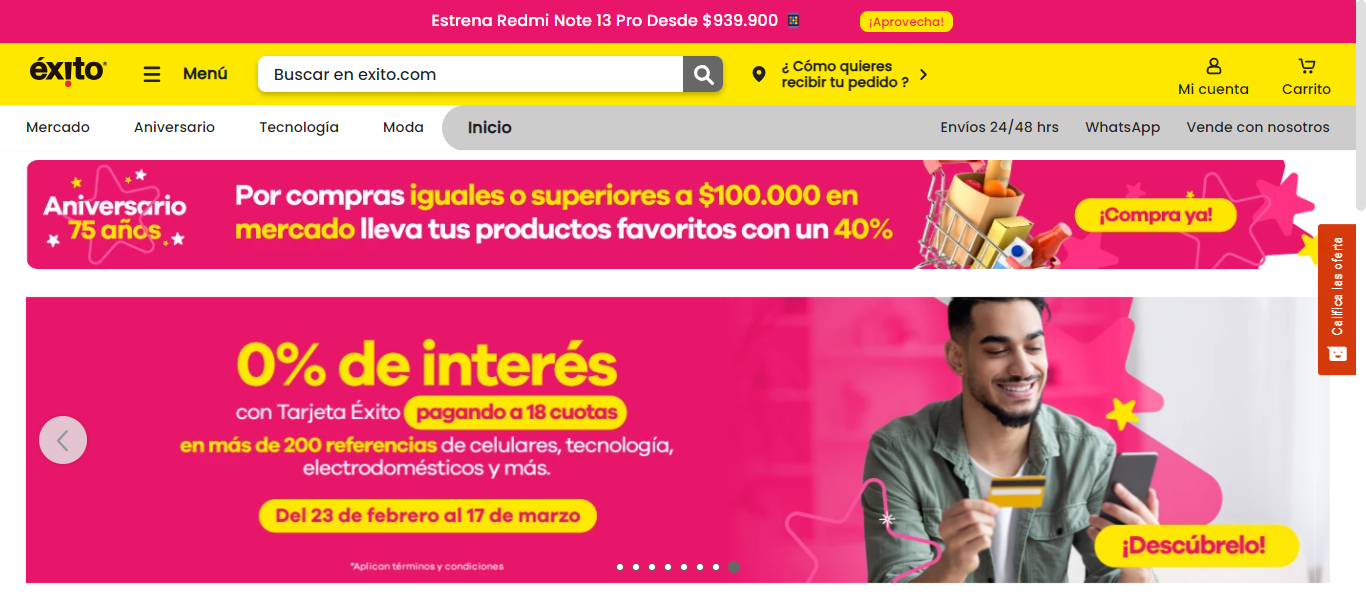 Estrena Redmi Note 13 Pro Desde $939.900
¡Aprovecha!
éxito
Menú
Buscar en exito.com
¿ Cómo quieres
recibir tu pedido ?
Mi cuenta
Carrito
Mercado
Aniversario
Tecnología
Moda
Inicio
Envíos 24/48 hrs
WhatsApp
Vende con nosotros
Aniversario
75 años
Por compras iguales o superiores a $100.000 en
mercado lleva tus productos favoritos con un 40%
¡Compra ya!
Califica las oferta
0% de interés
con Tarjeta Éxito pagando a 18 cuotas
en más de 200 referencias de celulares, tecnología,
electrodomésticos y más.
Del 23 de febrero al 17 de marzo
*Aplican términos y condiciones
¡Descúbrelo!